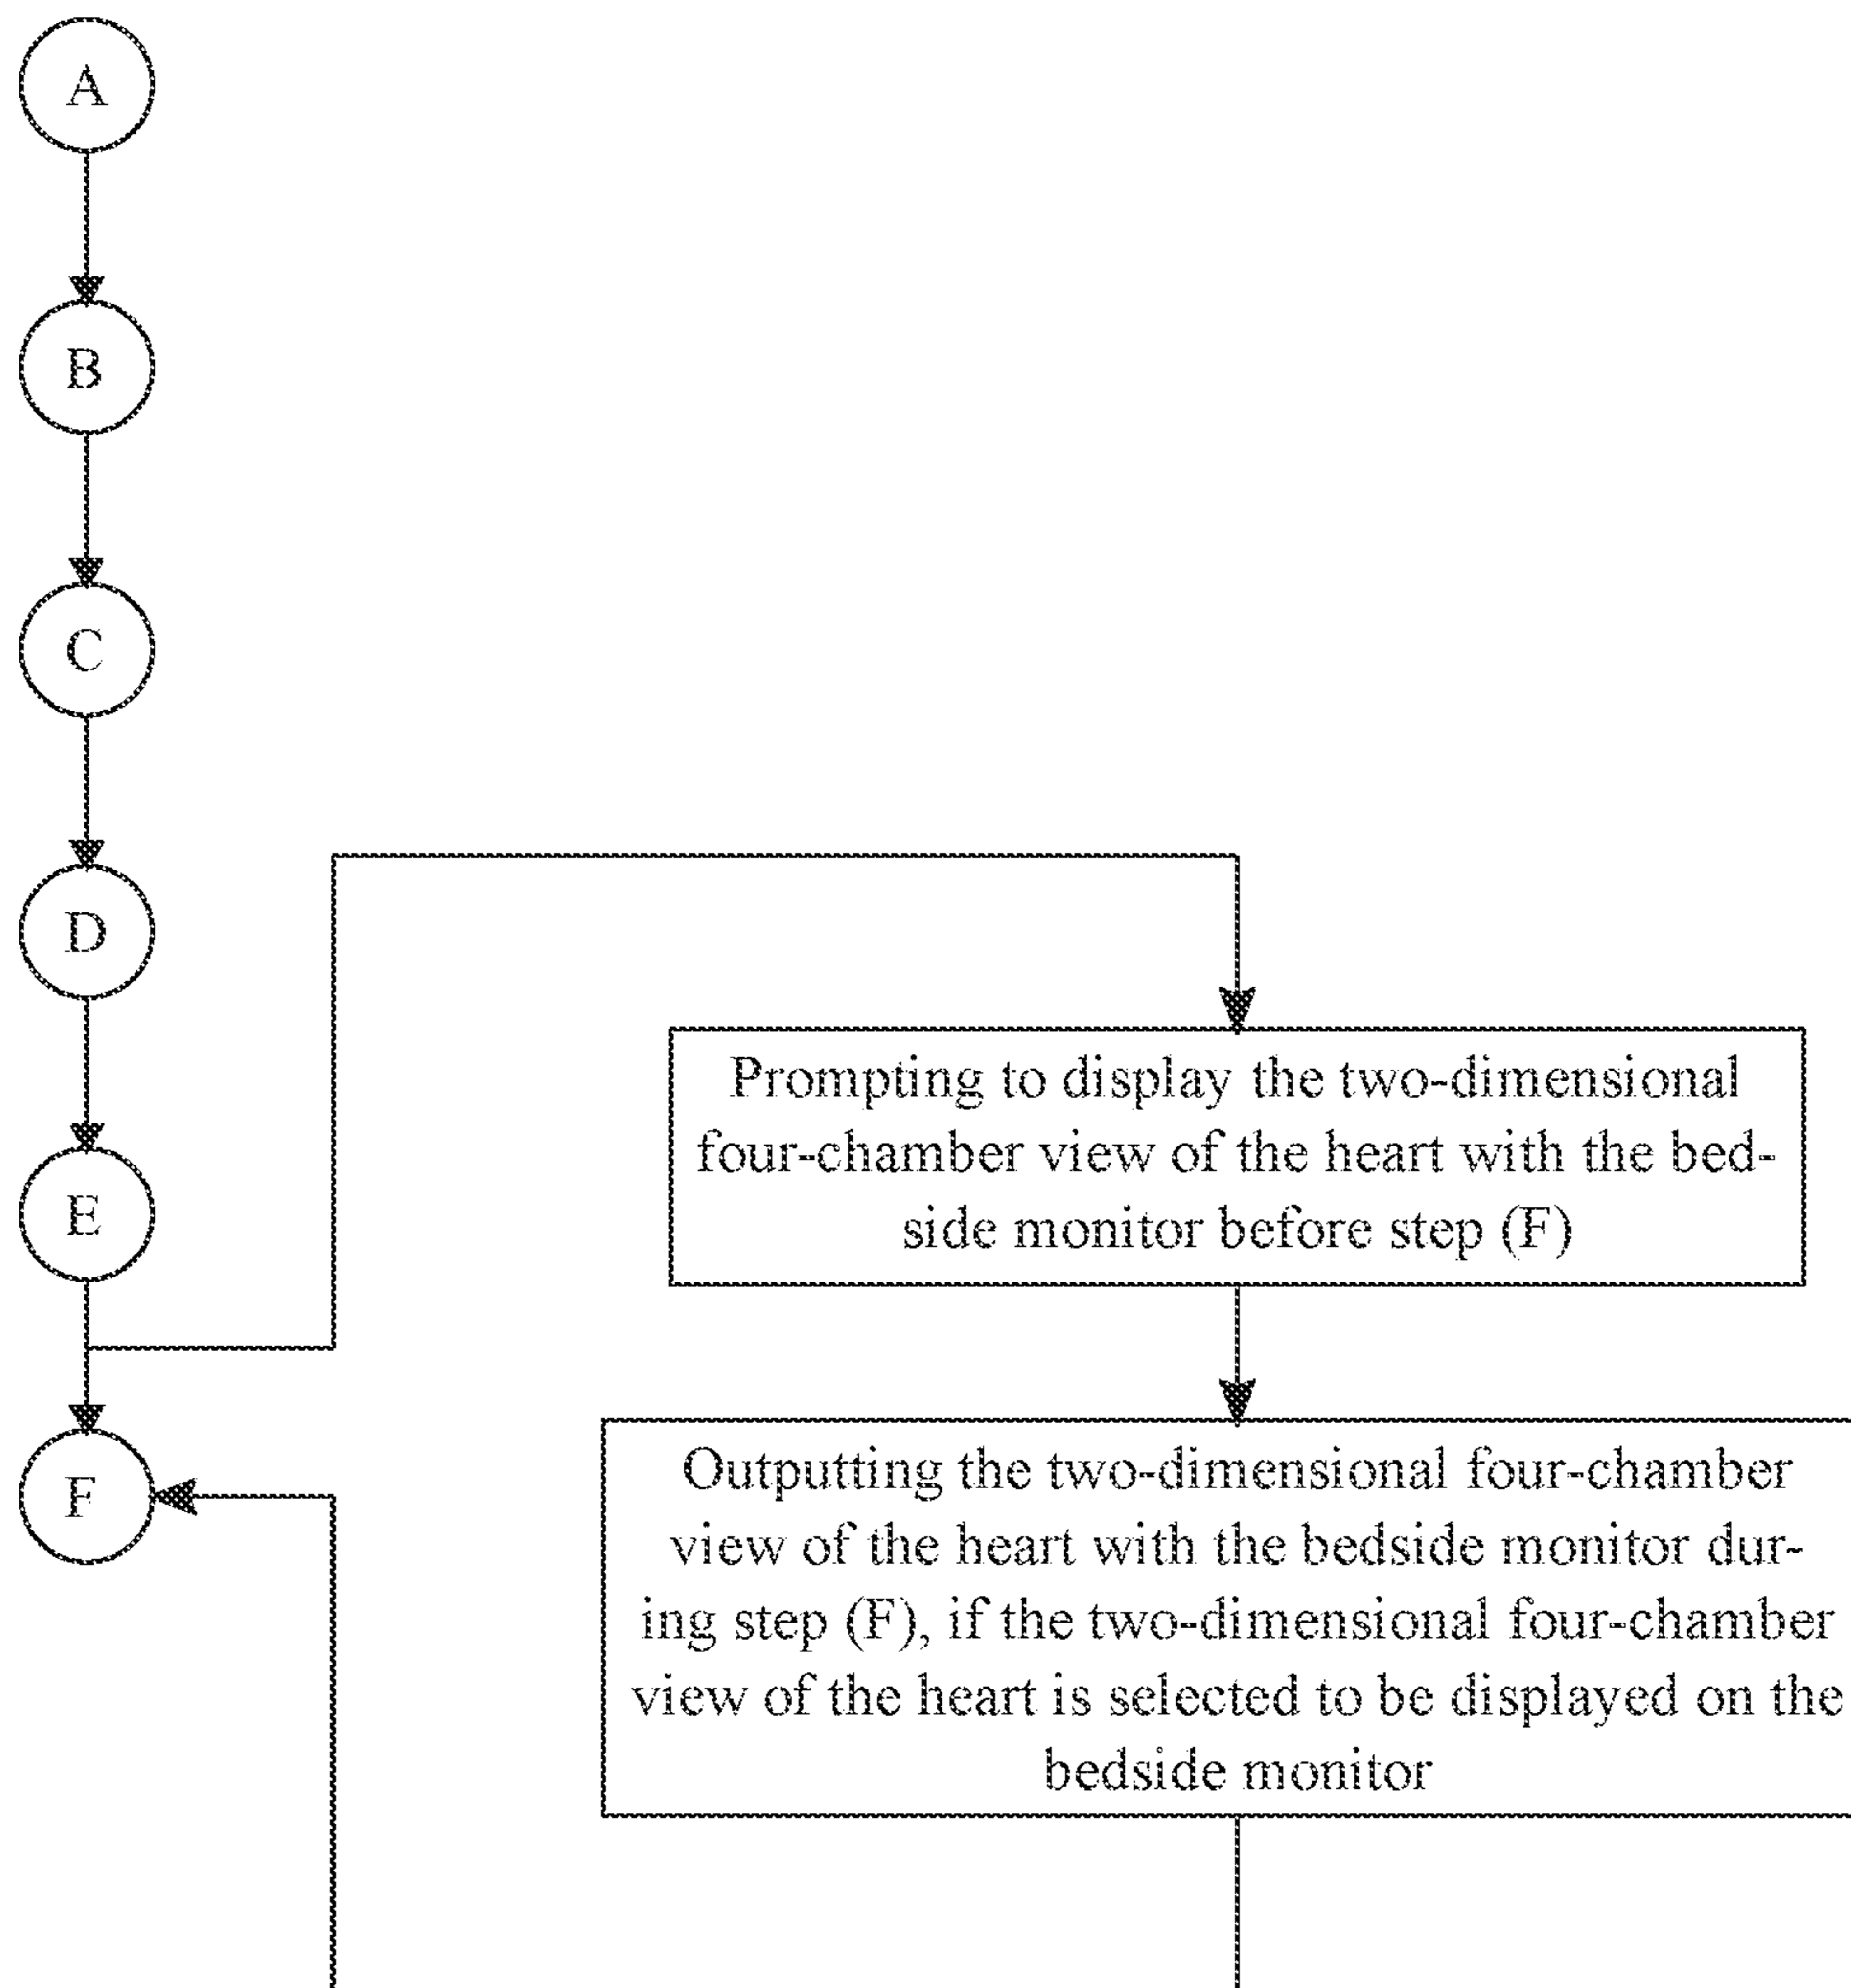 A
B
C
D
E
F
Prompting to display the two-dimensional
four-chamber view of the heart with the bed-
side monitor before step (F)
Outputting the two-dimensional four-chamber
view of the heart with the bedside monitor dur-
ing step (F), if the two-dimensional four-chamber
view of the heart is selected to be displayed on the
bedside monitor